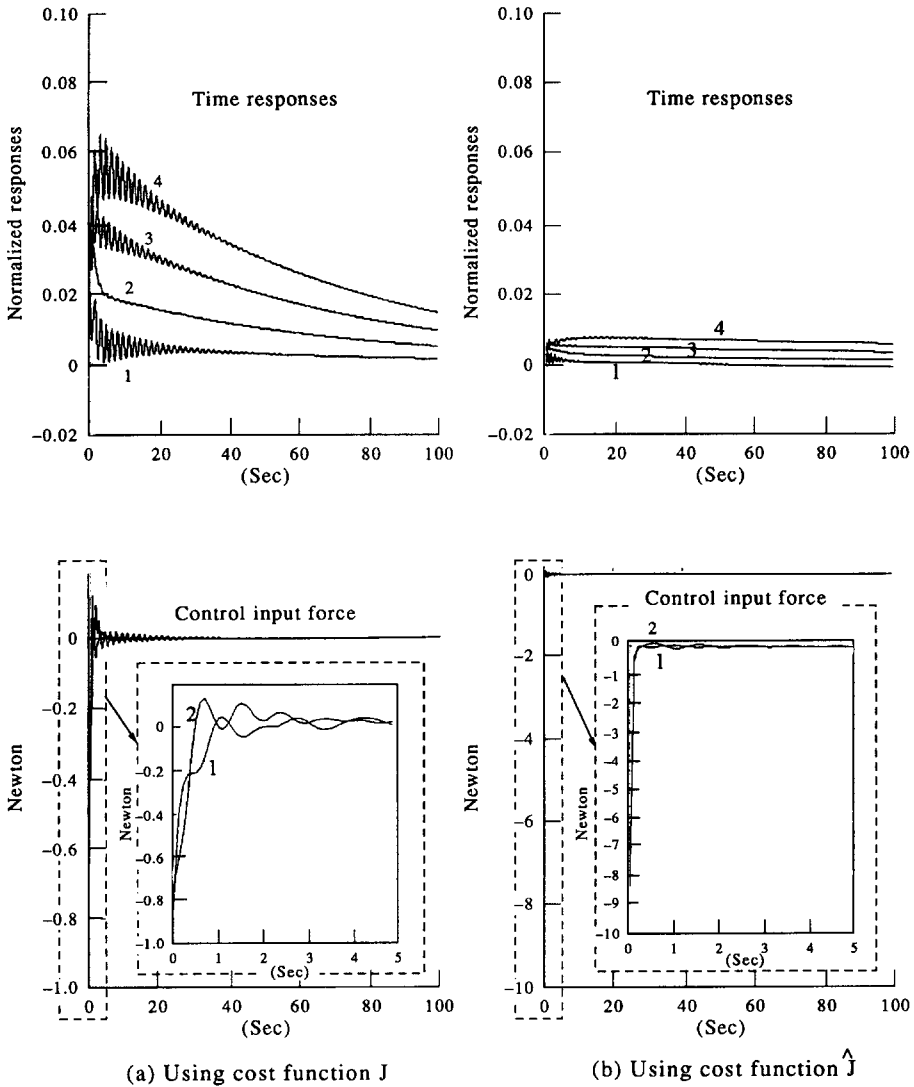 0.10
0.08
0.06
0.04
0.02
0
−0.02
Normalized responses
Time responses
4
3
2
1
0 20 40 60 80 100
(Sec)
0.10
0.08
0.06
0.04
0.02
0
−0.02
Normalized responses
Time responses
4
3
2
1
0 20 40 60 80 100
(Sec)
0
−0.2
−0.4
−0.6
−0.8
−1.0
Newton
Control input force
0
−0.2
−0.4
−0.6
−0.8
−1.0
Newton
2
1
0 1 2 3 4 5
(Sec)
0 20 40 60 80 100
(Sec)
(a) Using cost function J
0
−2
−4
−6
−8
−10
Newton
Control input force
0
−1
−2
−3
−4
−5
−6
−7
−8
−9
−10
Newton
2
1
0 1 2 3 4 5
(Sec)
0 20 40 60 80 100
(Sec)
(b) Using cost function Ĵ